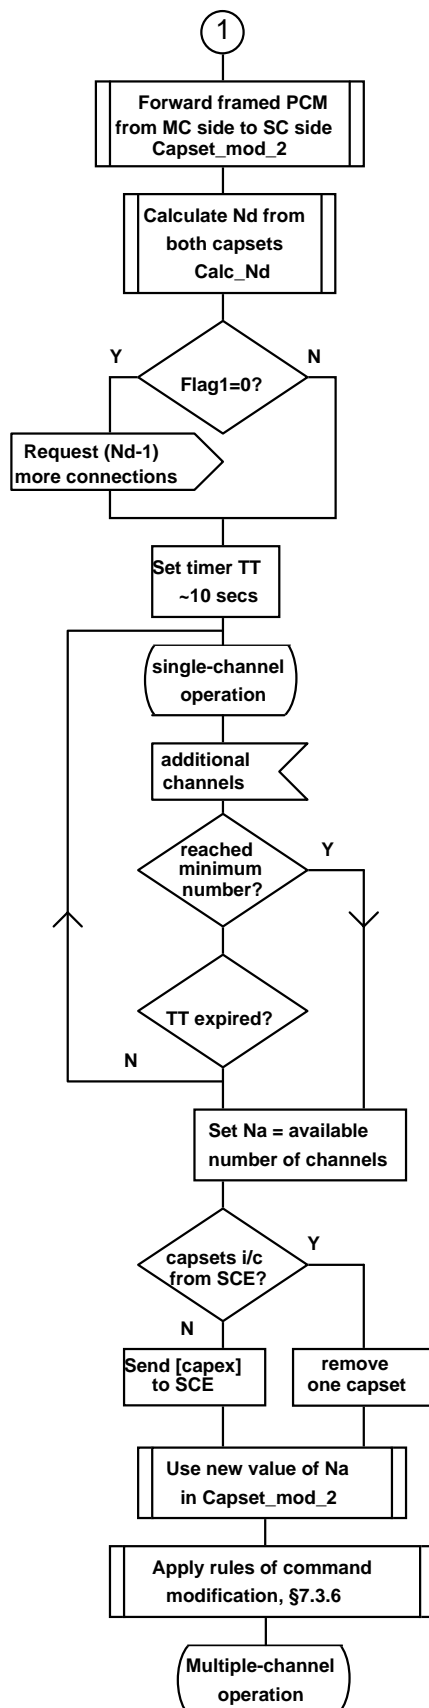 1
Forward framed PCM
from MC side to SC side
Capset_mod_2
Calculate Nd from
both capsets
Calc_Nd
Y
N
Flag1=0?
Request (Nd-1)
more connections
Set timer TT
~10 secs
single-channel
operation
additional
channels
reached
minimum
number?
Y
TT expired?
N
Set Na = available
number of channels
capsets i/c
from SCE?
Y
N
Send [capex]
to SCE
remove
one capset
Use new value of Na
in Capset_mod_2
Apply rules of command
modification, §7.3.6
Multiple-channel
operation